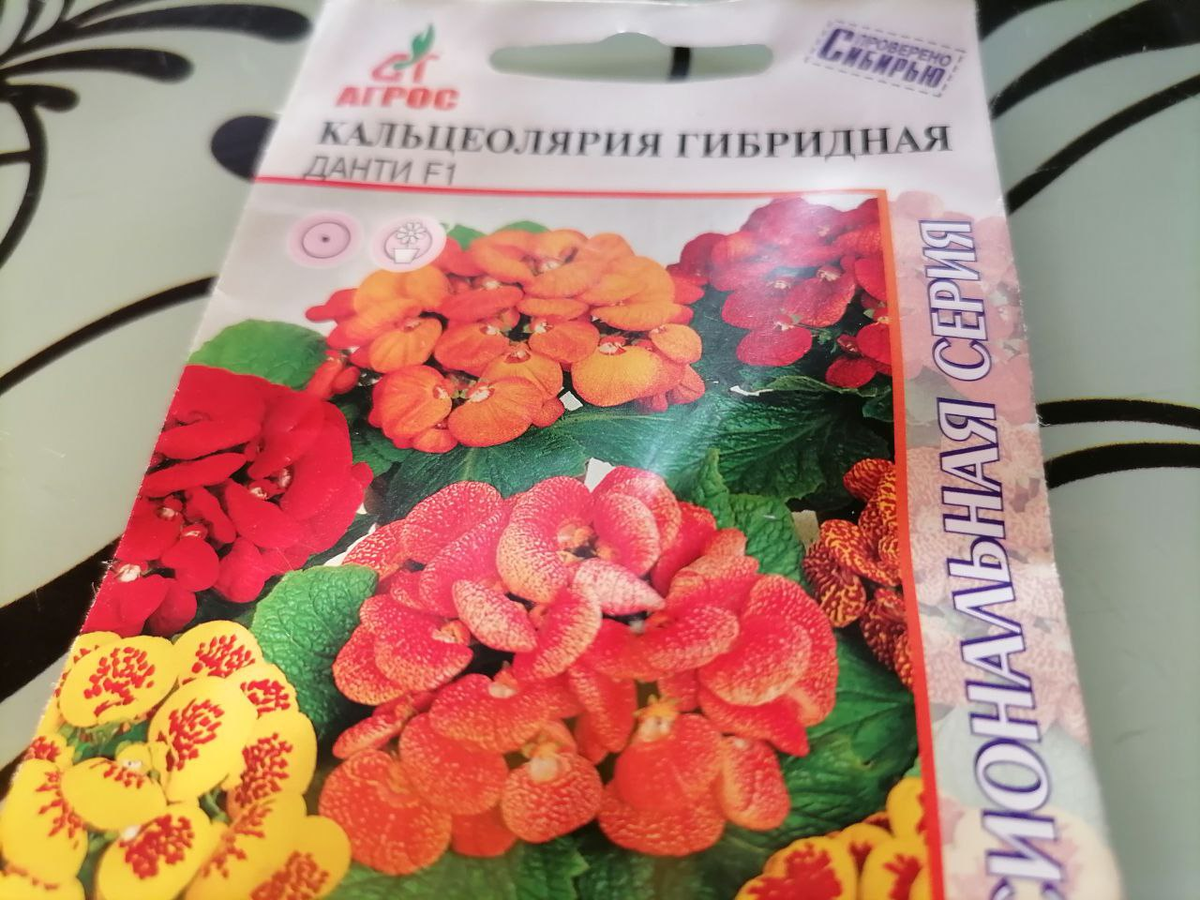 АГРОС
ПРОВЕРЕНО
СИБИРЬЮ
КАЛЬЦЕОЛЯРИЯ ГИБРИДНАЯ
ДАНТИ F1
СИОНАЛЬНАЯ СЕРИЯ